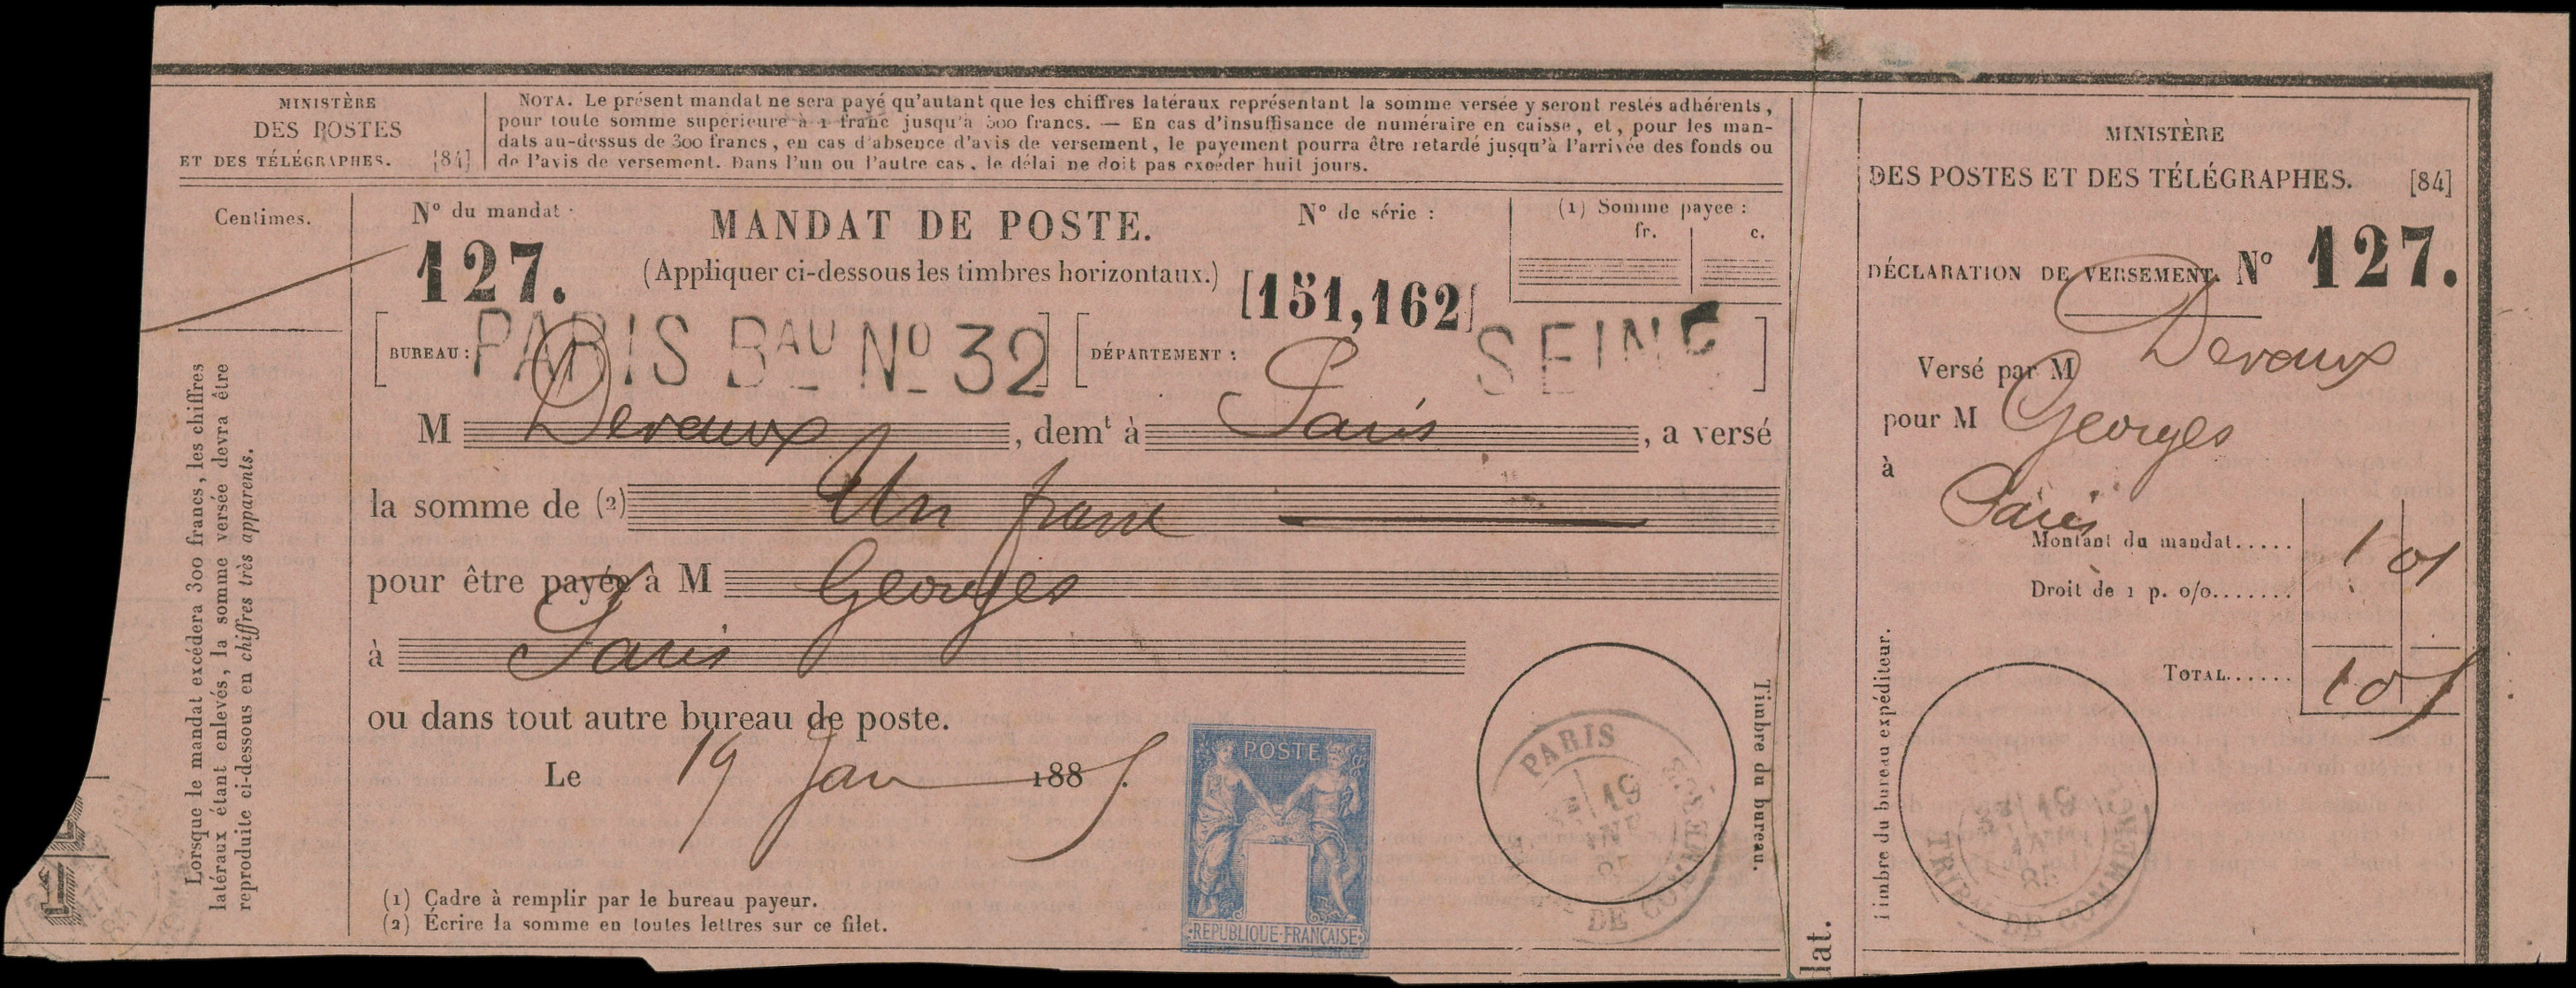 MINISTÈRE
DES POSTES
ET DES TÉLÉGRAPHES. [84]
NOTA. Le présent mandat ne sera payé qu'autant que les chiffres latéraux représentant la somme versée y seront restés adhérents,
pour toute somme supérieure à 1 franc jusqu'à 300 francs. — En cas d'insuffisance de numéraire en caisse, et, pour les man-
dats au-dessus de 300 francs, en cas d'absence d'avis de versement, le payement pourra être retardé jusqu'à l'arrivée des fonds ou
de l'avis de versement. Dans l'un ou l'autre cas, le délai ne doit pas excéder huit jours.
Centimes.
Lorsque le mandat excédera 300 francs, les chiffres
latéraux étant enlevés, la somme versée devra être
reproduite ci-dessous en chiffres très apparents.
1
N° du mandat :
127.
MANDAT DE POSTE.
(Appliquer ci-dessous les timbres horizontaux.)
N° de série :
[151,162]
(1) Somme payée :
fr. c.
[BUREAU : PARIS BAU No 32] [DÉPARTEMENT : SEINE]
M Devaux, demt à Paris, a versé
la somme de (2) Un franc
pour être payée à M Georges
à Paris
ou dans tout autre bureau de poste.
Le 19 Jan 1885.
POSTE
REPUBLIQUE FRANÇAISE
(1) Cadre à remplir par le bureau payeur.
(2) Écrire la somme en toutes lettres sur ce filet.
PARIS
19
85
DE COMMERCE
Timbre du bureau.
dat.
MINISTÈRE
DES POSTES ET DES TÉLÉGRAPHES. [84]
DÉCLARATION DE VERSEMENT. N° 127.
Versé par M Devaux
pour M Georges
à Paris
Montant du mandat..... 1 01
Droit de 1 p. 0/0.......
TOTAL...... 1 01
Timbre du bureau expéditeur.
3E 19
JANV
85
TRIB. DE COMMERCE